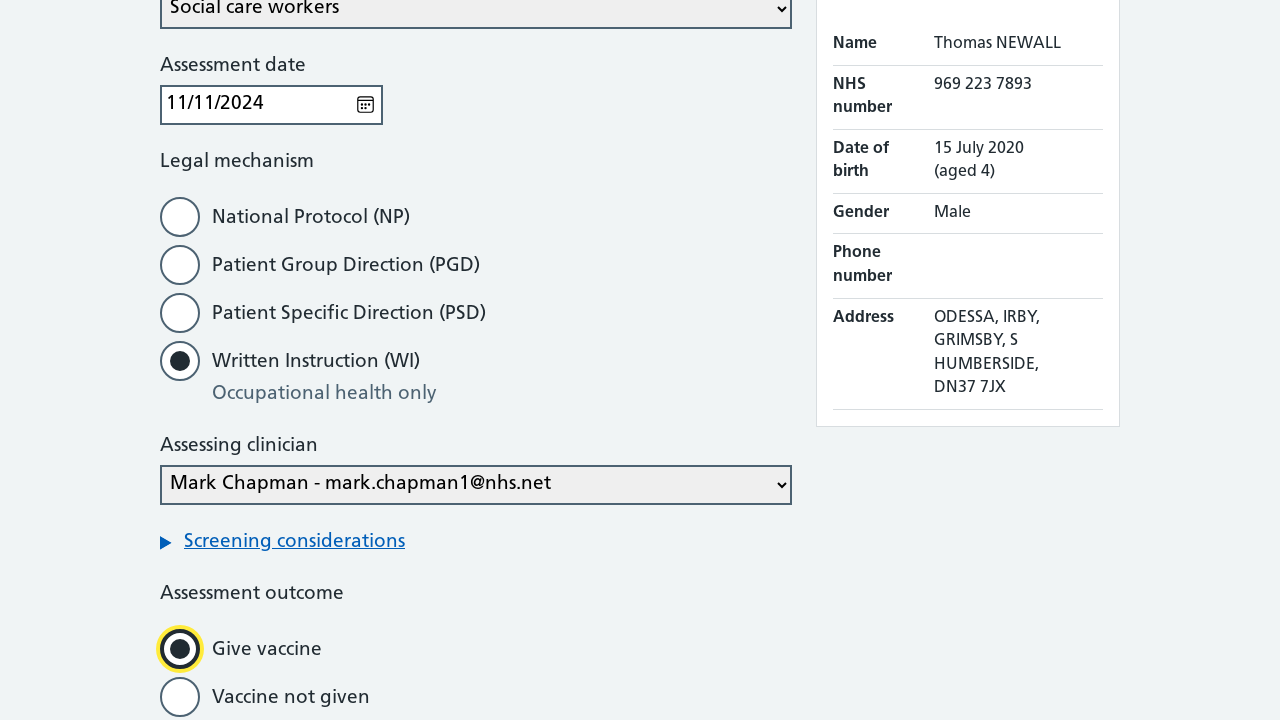 Social care workers
Assessment date
11/11/2024
Legal mechanism
National Protocol (NP)
Patient Group Direction (PGD)
Patient Specific Direction (PSD)
Written Instruction (WI)
Occupational health only
Assessing clinician
Mark Chapman - mark.chapman1@nhs.net
Screening considerations
Assessment outcome
Give vaccine
Vaccine not given
Name Thomas NEWALL
NHS number 969 223 7893
Date of birth 15 July 2020 (aged 4)
Gender Male
Phone number
Address ODESSA, IRBY,
GRIMSBY, S
HUMBERSIDE,
DN37 7JX